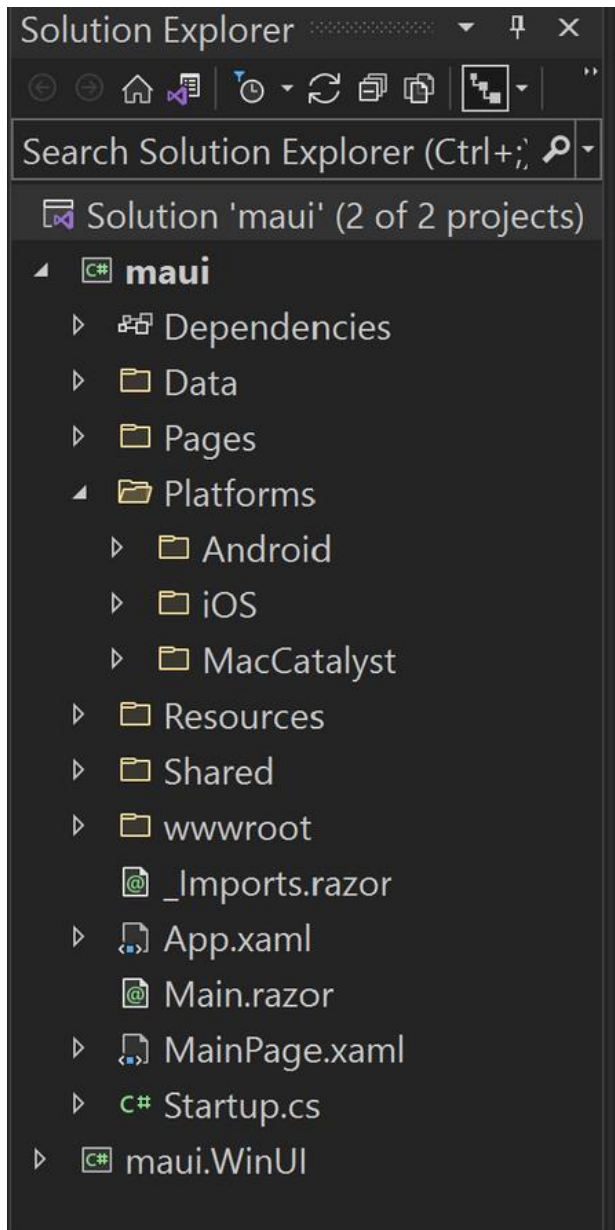 Solution Explorer
Search Solution Explorer (Ctrl+;)
Solution 'maui' (2 of 2 projects)
C# maui
Dependencies
Data
Pages
Platforms
Android
iOS
MacCatalyst
Resources
Shared
wwwroot
@ _Imports.razor
App.xaml
@ Main.razor
MainPage.xaml
C# Startup.cs
C# maui.WinUI